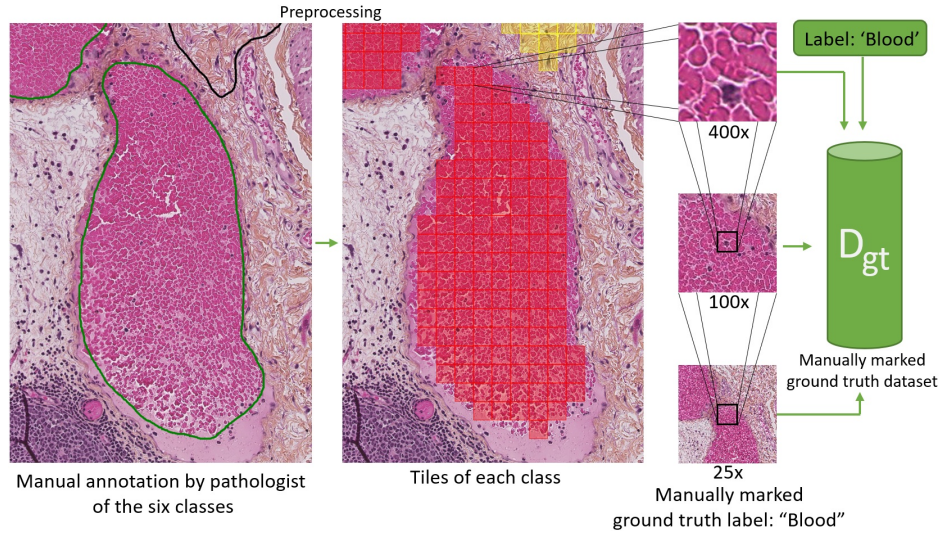 Preprocessing
Label: ‘Blood’
400x
D_gt
100x
Manually marked
ground truth dataset
25x
Manual annotation by pathologist
of the six classes
Tiles of each class
Manually marked
ground truth label: “Blood”